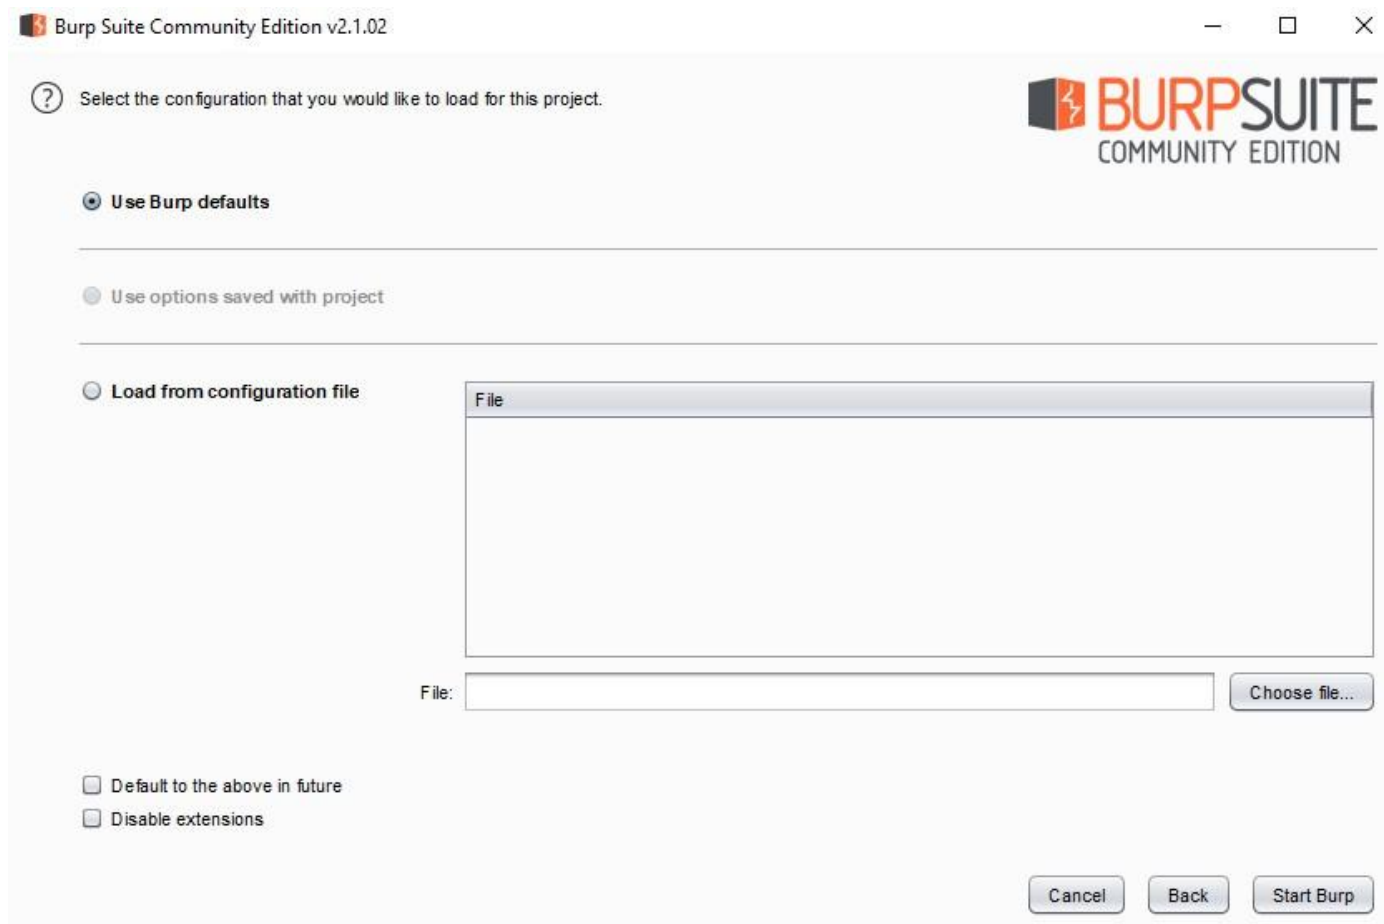 Burp Suite Community Edition v2.1.02
Select the configuration that you would like to load for this project.
BURPSUITE
COMMUNITY EDITION
Use Burp defaults
Use options saved with project
Load from configuration file
File
File:
Choose file...
Default to the above in future
Disable extensions
Cancel Back Start Burp